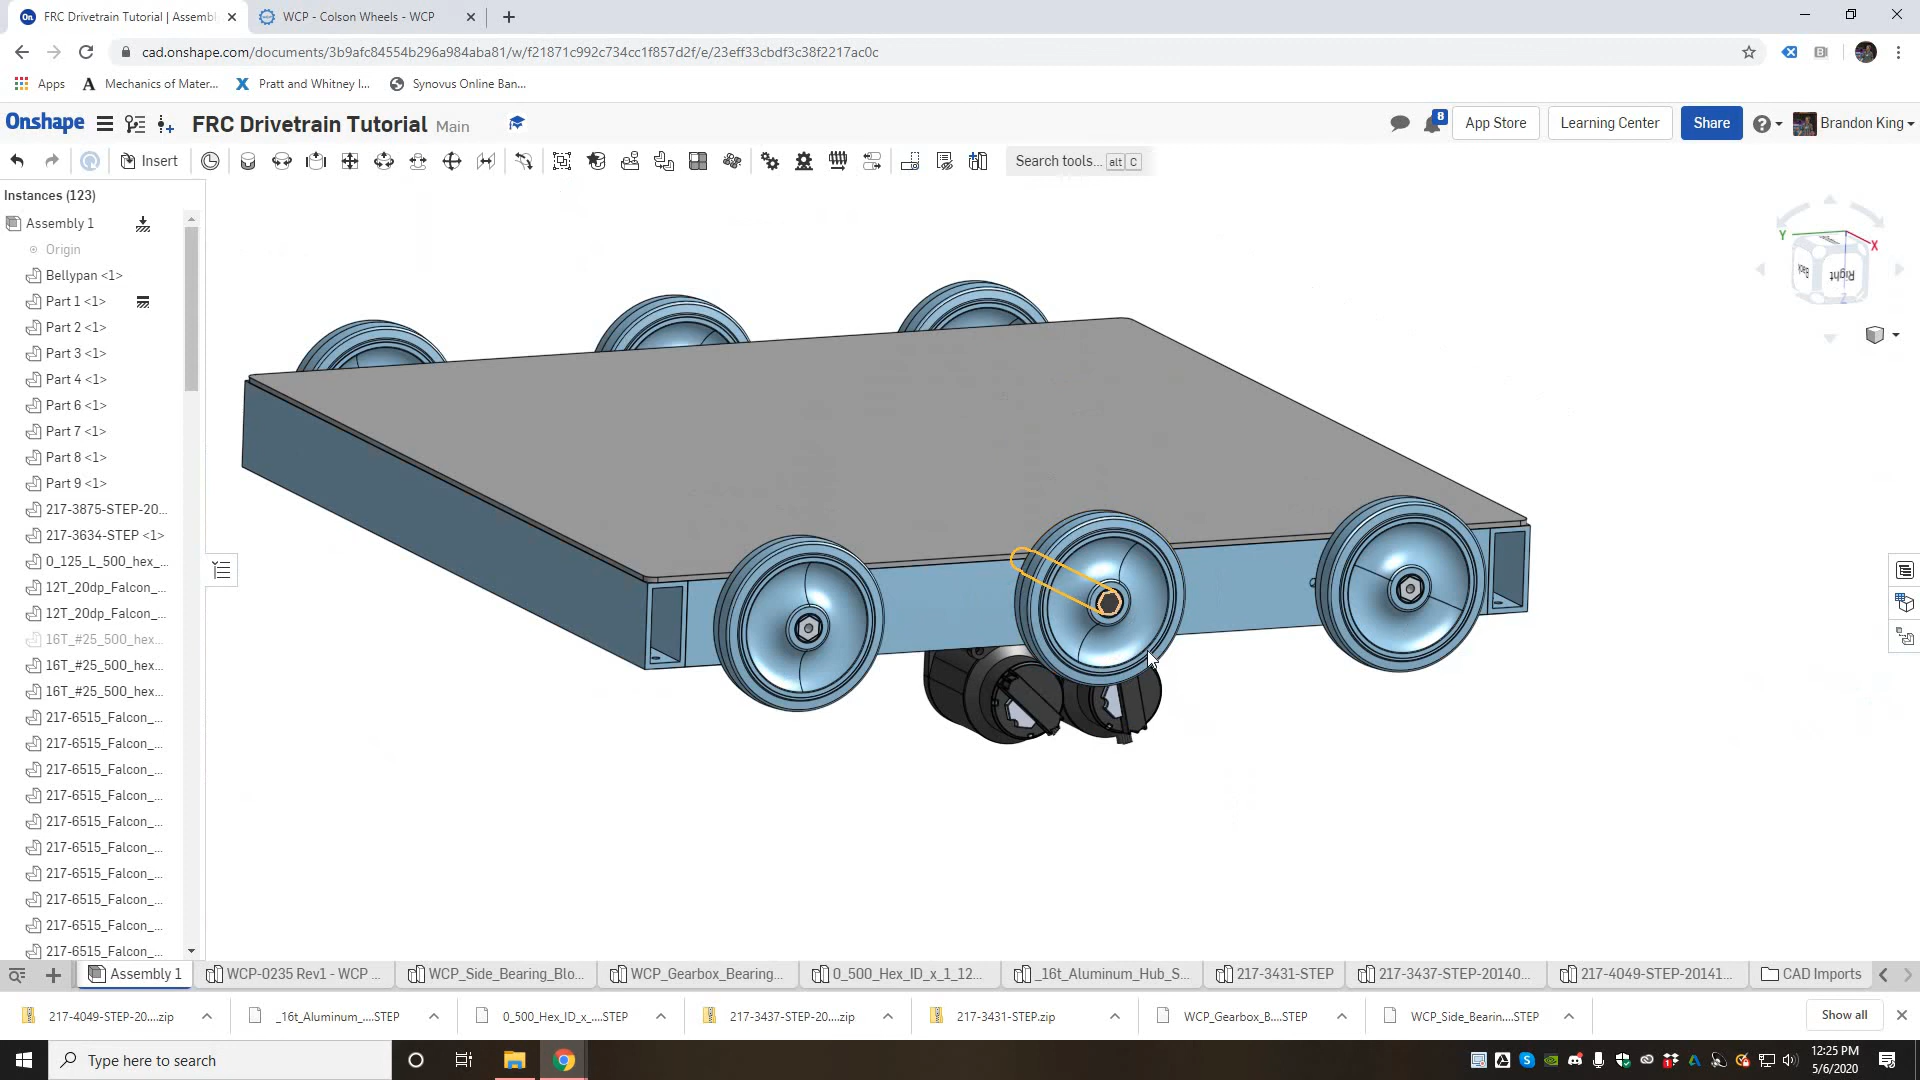 FRC Drivetrain Tutorial | Assembl
WCP - Colson Wheels - WCP
cad.onshape.com/documents/3b9afc84554b296a984aba81/w/f21871c992c734cc1f857d2f/e/23eff33cbdf3c38f2217ac0c
Apps
Mechanics of Mater...
Pratt and Whitney I...
Synovus Online Ban...
Onshape
FRC Drivetrain Tutorial Main
8
App Store
Learning Center
Share
Brandon King
Insert
Search tools... alt C
Instances (123)
Assembly 1
Origin
Bellypan <1>
Part 1 <1>
Part 2 <1>
Part 3 <1>
Part 4 <1>
Part 6 <1>
Part 7 <1>
Part 8 <1>
Part 9 <1>
217-3875-STEP-20...
217-3634-STEP <1>
0_125_L_500_hex_...
12T_20dp_Falcon_...
12T_20dp_Falcon_...
16T_#25_500_hex...
16T_#25_500_hex...
16T_#25_500_hex...
217-6515_Falcon_...
217-6515_Falcon_...
217-6515_Falcon_...
217-6515_Falcon_...
217-6515_Falcon_...
217-6515_Falcon_...
217-6515_Falcon_...
217-6515_Falcon_...
217-6515_Falcon_...
217-6515_Falcon_...
Y
X
Z
Back
Right
Assembly 1
WCP-0235 Rev1 - WCP ...
WCP_Side_Bearing_Blo...
WCP_Gearbox_Bearing...
0_500_Hex_ID_x_1_12...
_16t_Aluminum_Hub_S...
217-3431-STEP
217-3437-STEP-20140...
217-4049-STEP-20141...
CAD Imports
217-4049-STEP-20....zip
_16t_Aluminum_....STEP
0_500_Hex_ID_x_....STEP
217-3437-STEP-20....zip
217-3431-STEP.zip
WCP_Gearbox_B....STEP
WCP_Side_Bearin....STEP
Show all
Type here to search
12:25 PM
5/6/2020